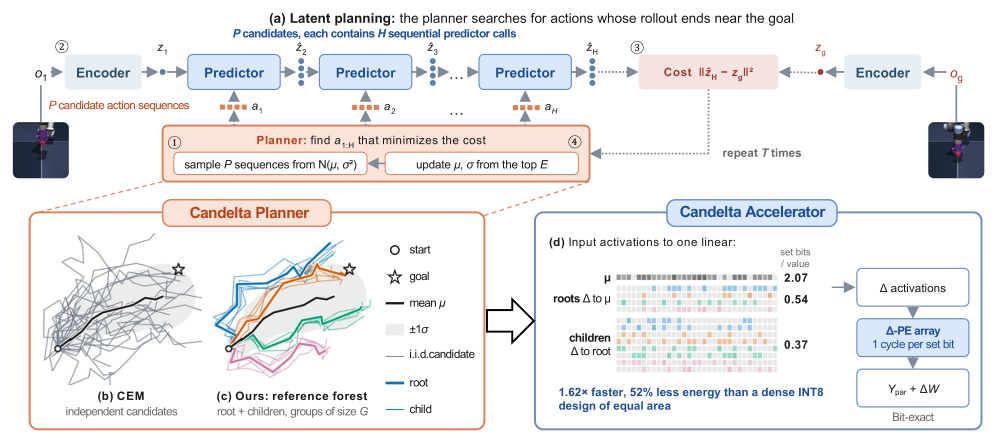 (a) Latent planning: the planner searches for actions whose rollout ends near the goal
P candidates, each contains H sequential predictor calls
② z₁ ẑ₂ ẑ₃ ẑH ③ zg
o₁ Encoder Predictor Predictor ... Predictor Cost ‖ẑH − zg‖² Encoder og
P candidate action sequences a₁ a₂ ... aH
① Planner: find a1:H that minimizes the cost ④
sample P sequences from N(μ, σ²) update μ, σ from the top E
repeat T times
Candelta Planner
start
goal
mean μ
±1σ
i.i.d.candidate
root
child
(b) CEM
independent candidates
(c) Ours: reference forest
root + children, groups of size G
Candelta Accelerator
(d) Input activations to one linear:
set bits
/ value
μ 2.07
roots Δ to μ 0.54
children
Δ to root
0.37
1.62× faster, 52% less energy than a dense INT8
design of equal area
Δ activations
Δ-PE array
1 cycle per set bit
Ypar + ΔW
Bit-exact